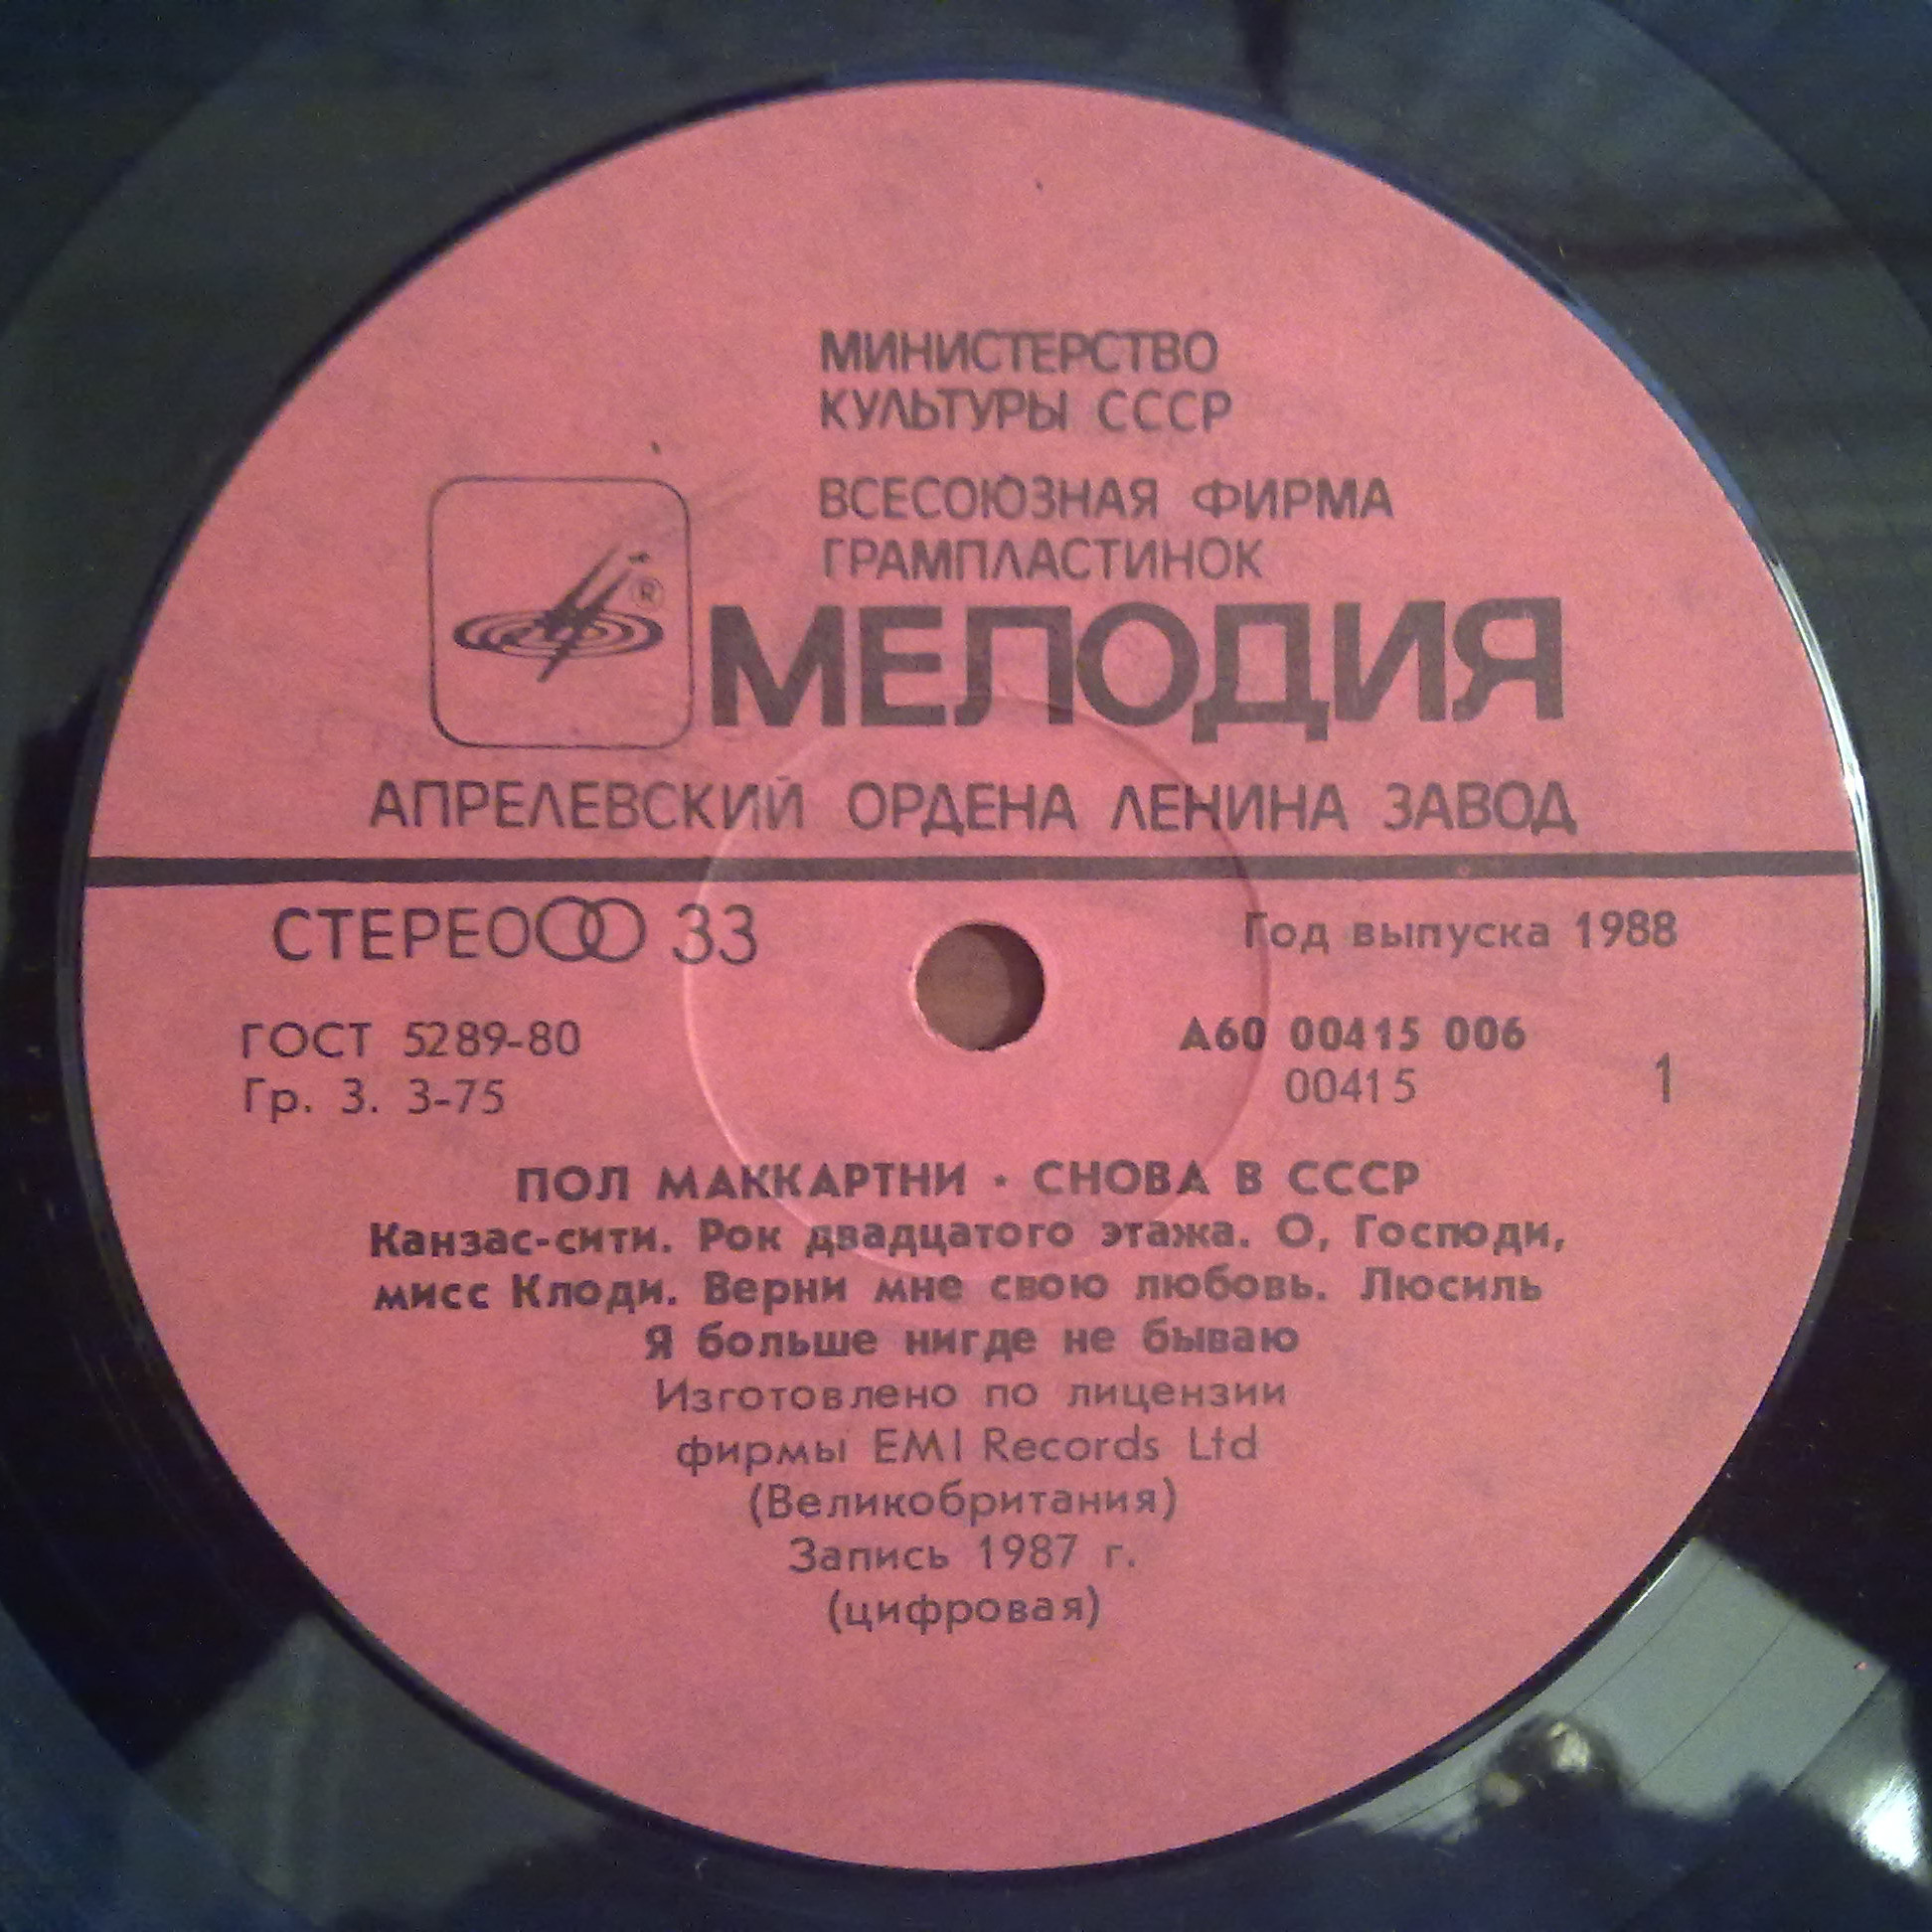 МИНИСТЕРСТВО
КУЛЬТУРЫ СССР
ВСЕСОЮЗНАЯ ФИРМА
ГРАМПЛАСТИНОК
®
МЕЛОДИЯ
АПРЕЛЕВСКИЙ ОРДЕНА ЛЕНИНА ЗАВОД
СТЕРЕО 33
Год выпуска 1988
ГОСТ 5289-80
А60 00415 006
Гр. 3. 3-75
00415
1
ПОЛ МАККАРТНИ · СНОВА В СССР
Канзас-сити. Рок двадцатого этажа. О, Господи,
мисс Клоди. Верни мне свою любовь. Люсиль
Я больше нигде не бываю
Изготовлено по лицензии
фирмы EMI Records Ltd
(Великобритания)
Запись 1987 г.
(цифровая)